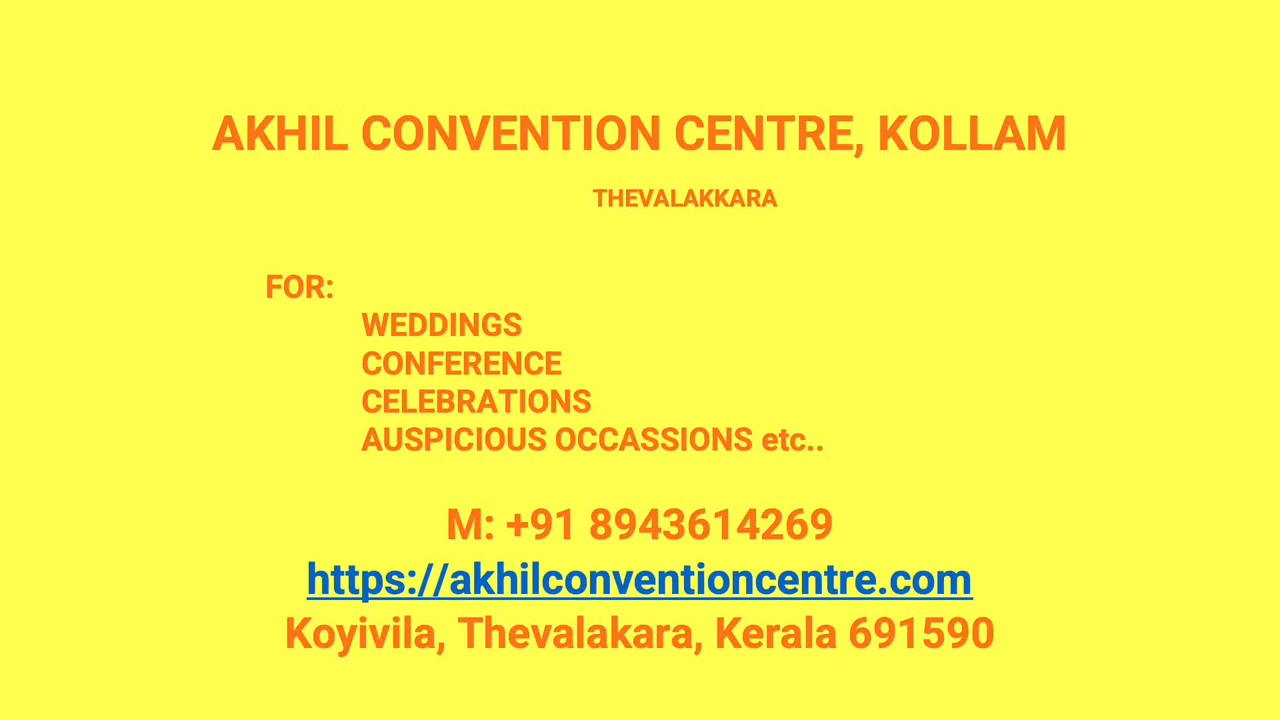 AKHIL CONVENTION CENTRE, KOLLAM
THEVALAKKARA
FOR:
WEDDINGS
CONFERENCE
CELEBRATIONS
AUSPICIOUS OCCASSIONS etc..
M: +91 8943614269
https://akhilconventioncentre.com
Koyivila, Thevalakara, Kerala 691590